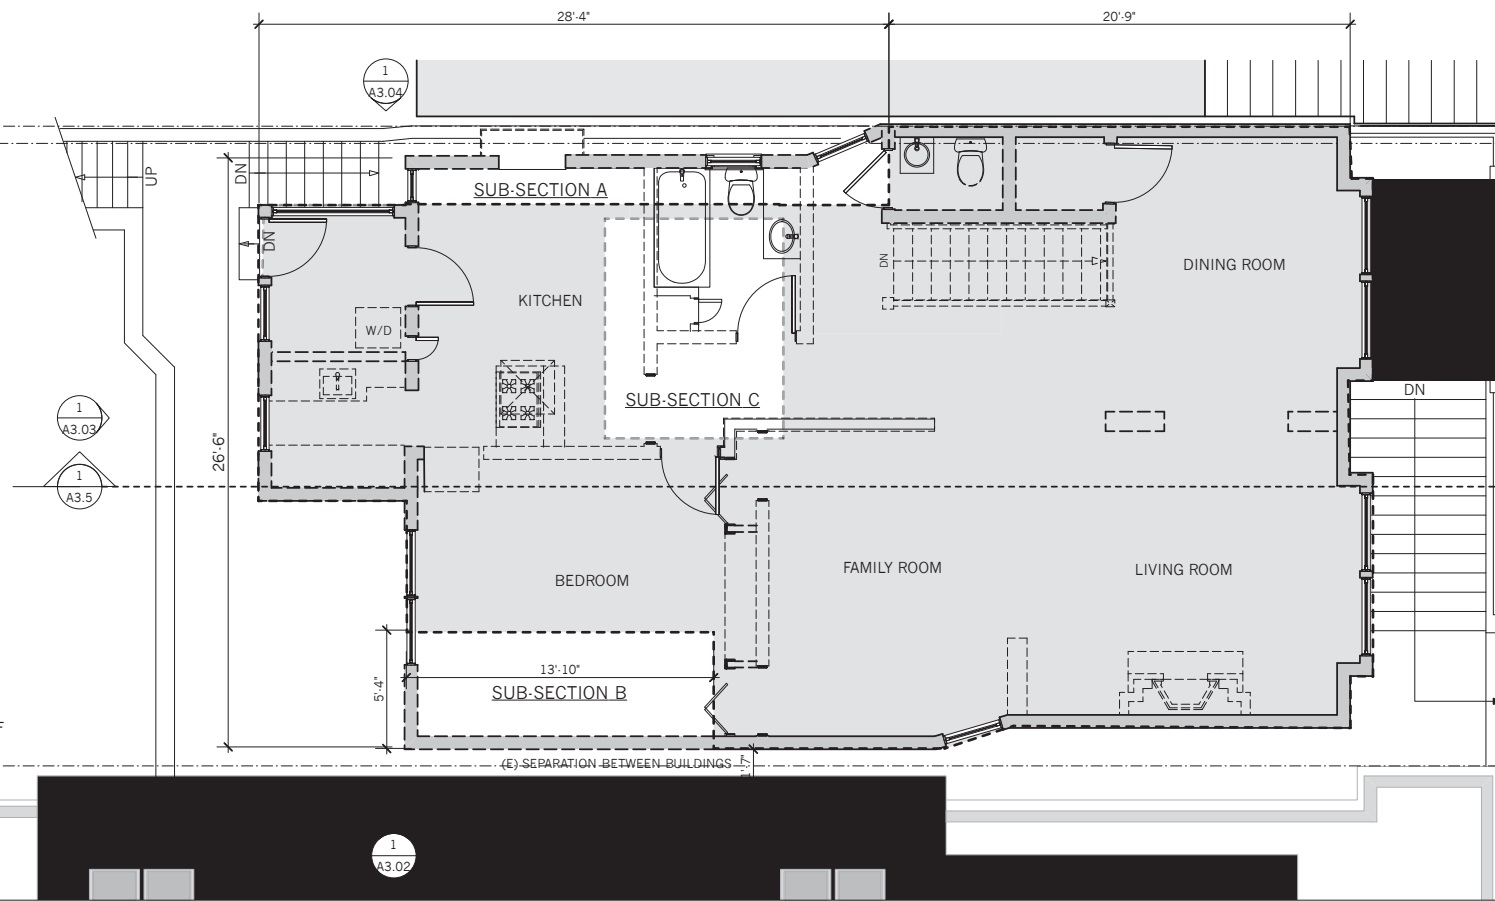 28'-4"
20'-9"
1
A3.04
UP
DN
SUB-SECTION A
DN
DN
DINING ROOM
KITCHEN
W/D
DN
SUB-SECTION C
1
A3.03
26'-6"
1
A3.5
FAMILY ROOM
LIVING ROOM
BEDROOM
13'-10"
5'-4"
SUB-SECTION B
(E) SEPARATION BETWEEN BUILDINGS
1'-7"
1
A3.02